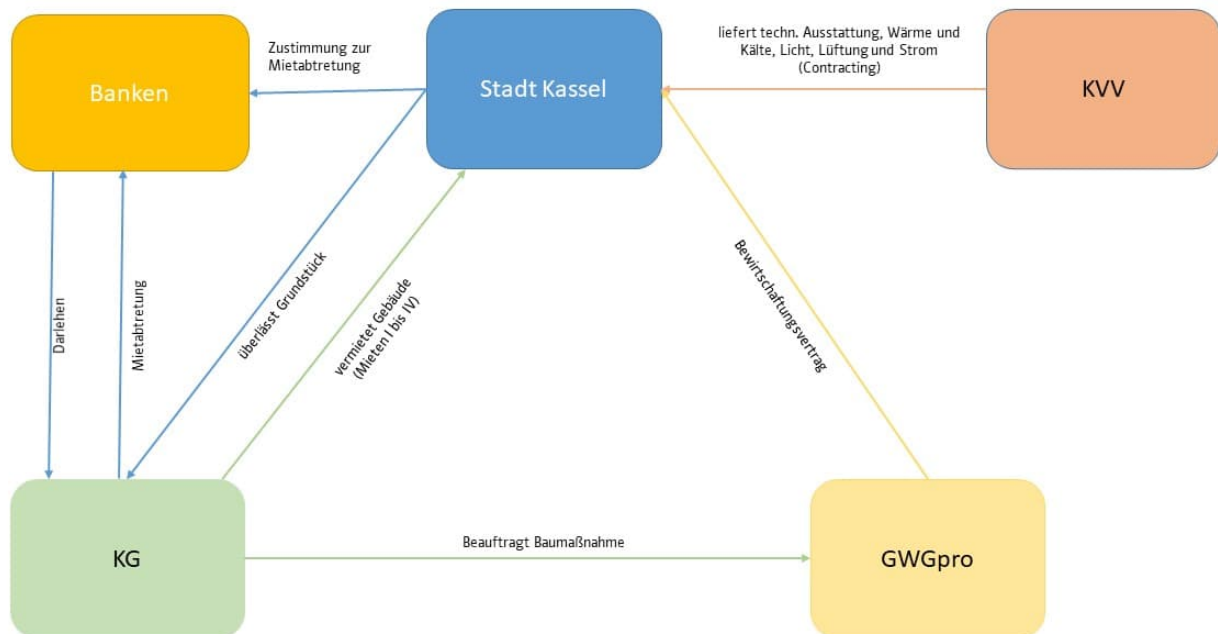 Banken
Zustimmung zur
Mietabtretung
Stadt Kassel
liefert techn. Ausstattung, Wärme und
Kälte, Licht, Lüftung und Strom
(Contracting)
KVV
Darlehen
Mietabtretung
überlässt Grundstück
vermietet Gebäude
(Mieten I bis IV)
Bewirtschaftungsvertrag
KG
Beauftragt Baumaßnahme
GWGpro